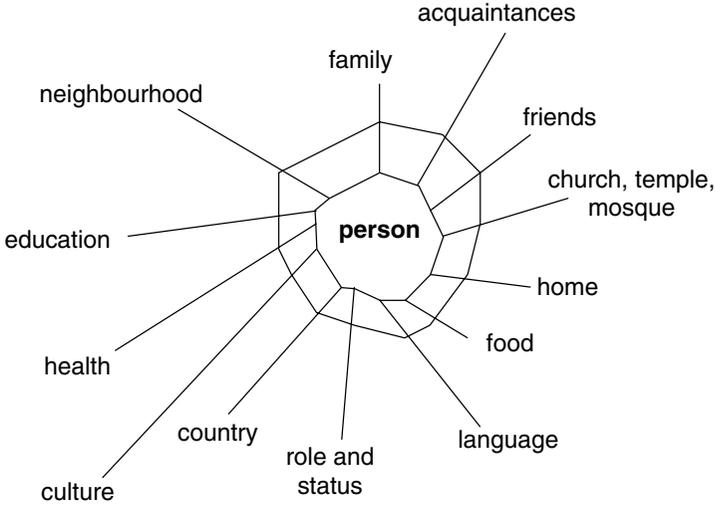 acquaintances
family
neighbourhood
friends
church, temple,
mosque
person
education
home
food
health
country
language
role and
status
culture